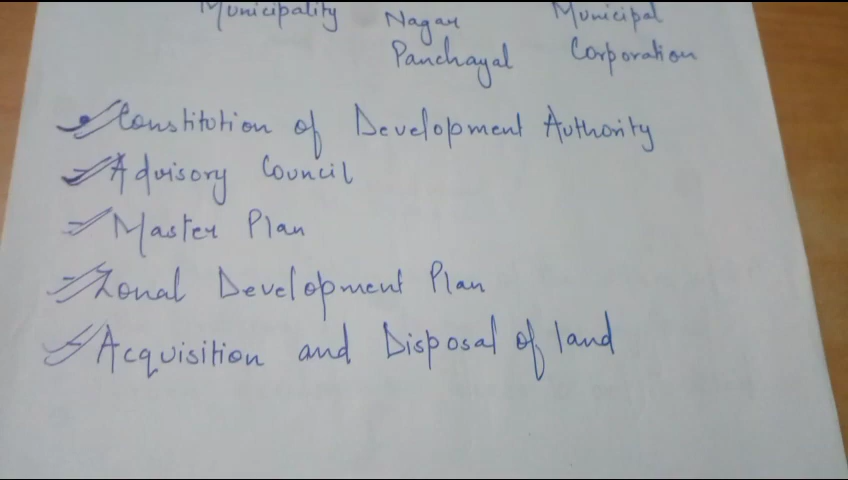 Municipality Nagar Municipal
Panchayal Corporation
Constitution of Development Authority
Advisory Council
Master Plan
Zonal Development Plan
Acquisition and Disposal of land